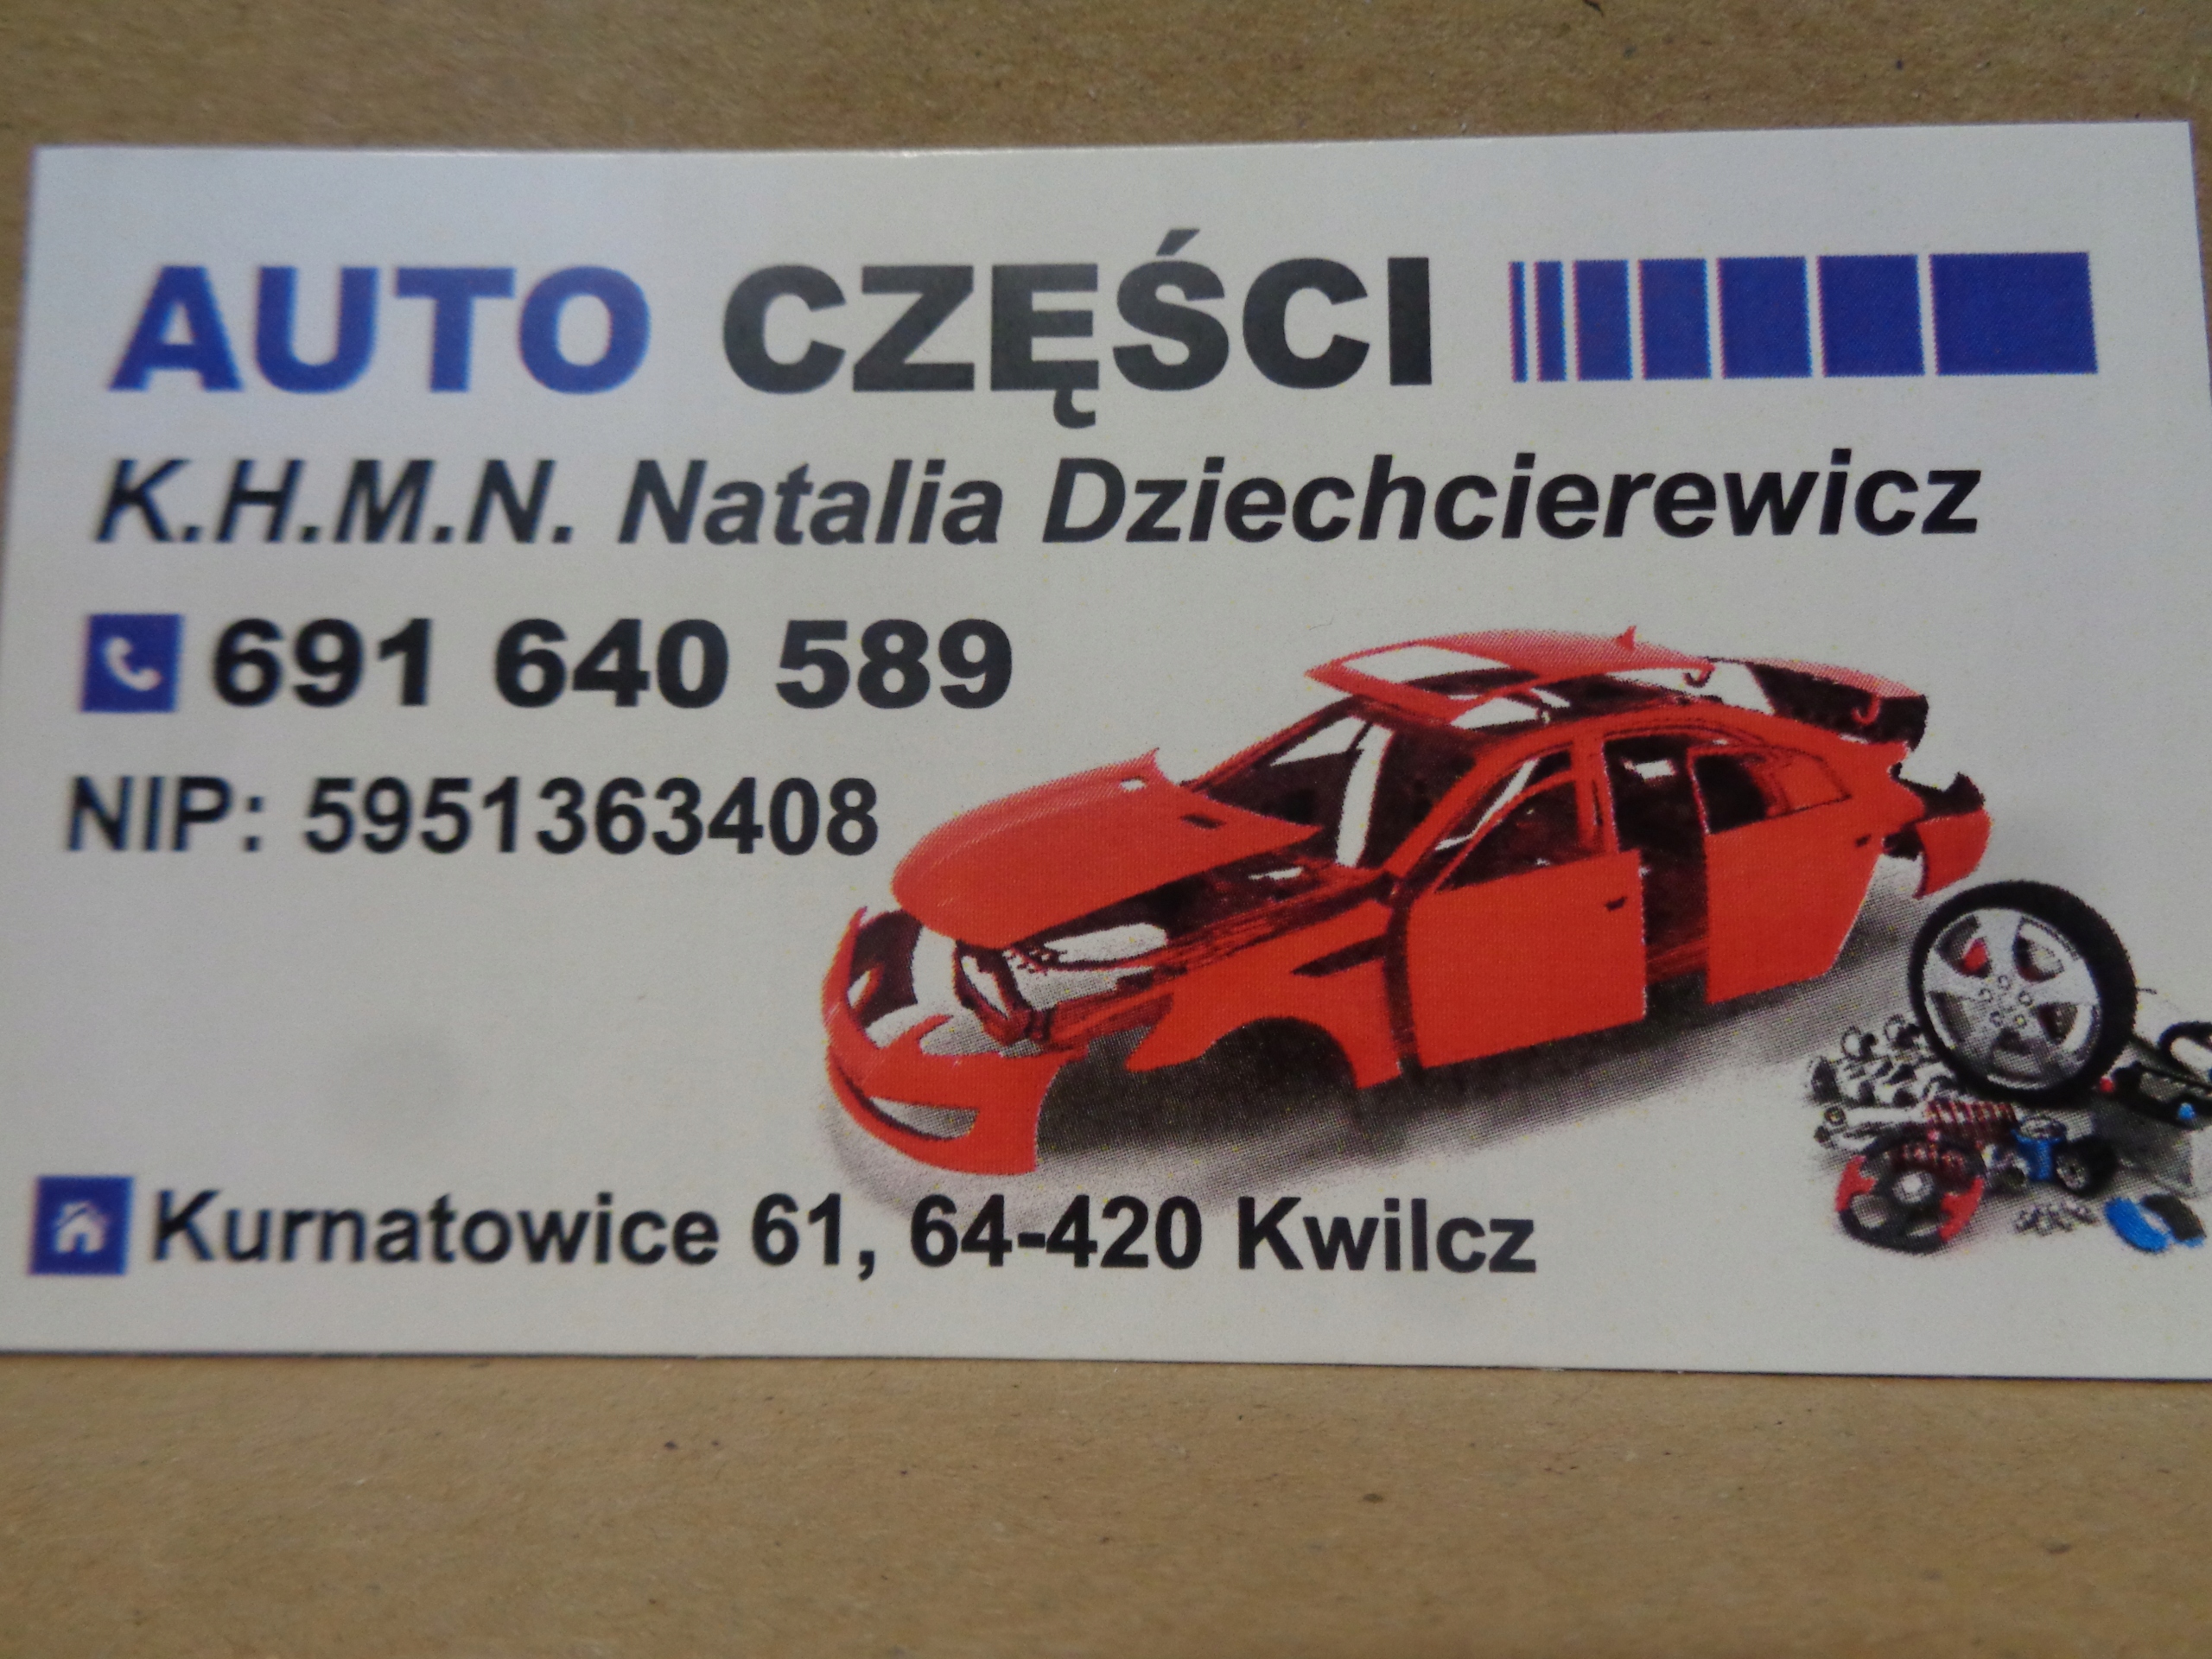 AUTO CZĘŚCI
K.H.M.N. Natalia Dziechcierewicz
691 640 589
NIP: 5951363408
Kurnatowice 61, 64-420 Kwilcz